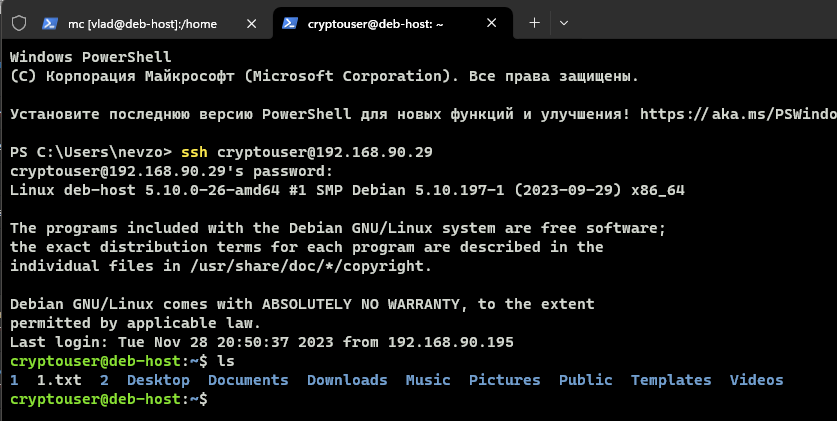 mc [vlad@deb-host]:/home
cryptouser@deb-host: ~
Windows PowerShell
(C) Корпорация Майкрософт (Microsoft Corporation). Все права защищены.
Установите последнюю версию PowerShell для новых функций и улучшения! https://aka.ms/PSWindo
PS C:\Users\nevzo> ssh cryptouser@192.168.90.29
cryptouser@192.168.90.29's password:
Linux deb-host 5.10.0-26-amd64 #1 SMP Debian 5.10.197-1 (2023-09-29) x86_64
The programs included with the Debian GNU/Linux system are free software;
the exact distribution terms for each program are described in the
individual files in /usr/share/doc/*/copyright.
Debian GNU/Linux comes with ABSOLUTELY NO WARRANTY, to the extent
permitted by applicable law.
Last login: Tue Nov 28 20:50:37 2023 from 192.168.90.195
cryptouser@deb-host:~$ ls
1  1.txt  2  Desktop  Documents  Downloads  Music  Pictures  Public  Templates  Videos
cryptouser@deb-host:~$